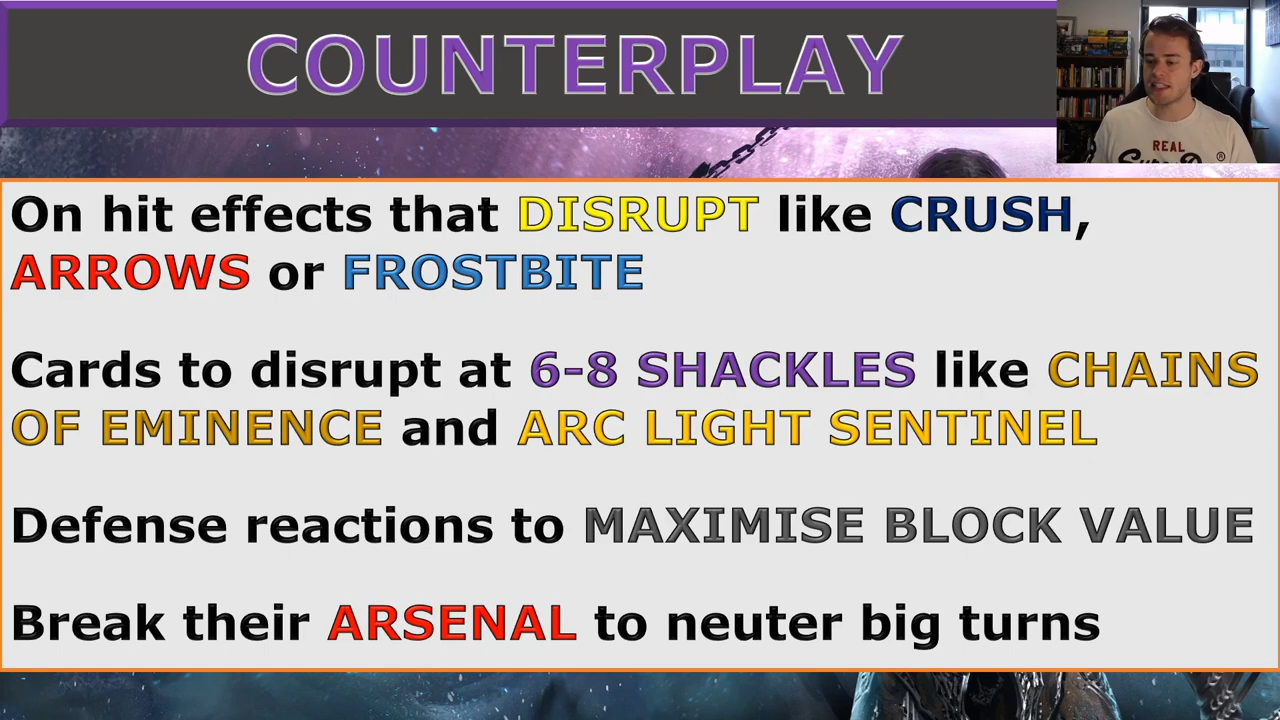 COUNTERPLAY
REAL
®
On hit effects that DISRUPT like CRUSH,
ARROWS or FROSTBITE
Cards to disrupt at 6-8 SHACKLES like CHAINS
OF EMINENCE and ARC LIGHT SENTINEL
Defense reactions to MAXIMISE BLOCK VALUE
Break their ARSENAL to neuter big turns